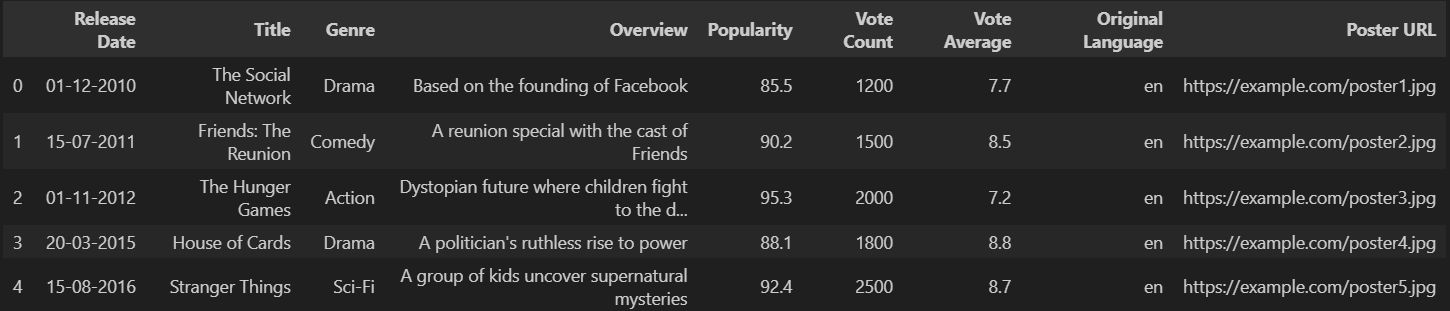 Release Date Title Genre Overview Popularity Vote Count Vote Average Original Language Poster URL
0 01-12-2010 The Social Network Drama Based on the founding of Facebook 85.5 1200 7.7 en https://example.com/poster1.jpg
1 15-07-2011 Friends: The Reunion Comedy A reunion special with the cast of Friends 90.2 1500 8.5 en https://example.com/poster2.jpg
2 01-11-2012 The Hunger Games Action Dystopian future where children fight to the d... 95.3 2000 7.2 en https://example.com/poster3.jpg
3 20-03-2015 House of Cards Drama A politician's ruthless rise to power 88.1 1800 8.8 en https://example.com/poster4.jpg
4 15-08-2016 Stranger Things Sci-Fi A group of kids uncover supernatural mysteries 92.4 2500 8.7 en https://example.com/poster5.jpg